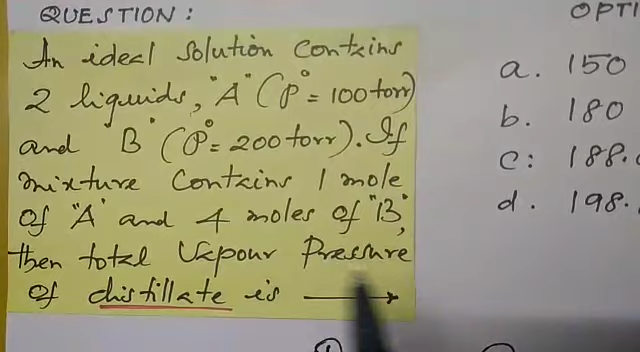 QUESTION:
An ideal solution contains
2 liquids, "A" (P° = 100 torr)
and "B" (P° = 200 torr). If
mixture contains 1 mole
of "A" and 4 moles of "B",
then total Vapour Pressure
of distillate is →
OPTI
a. 150
b. 180
c: 188.
d. 198.